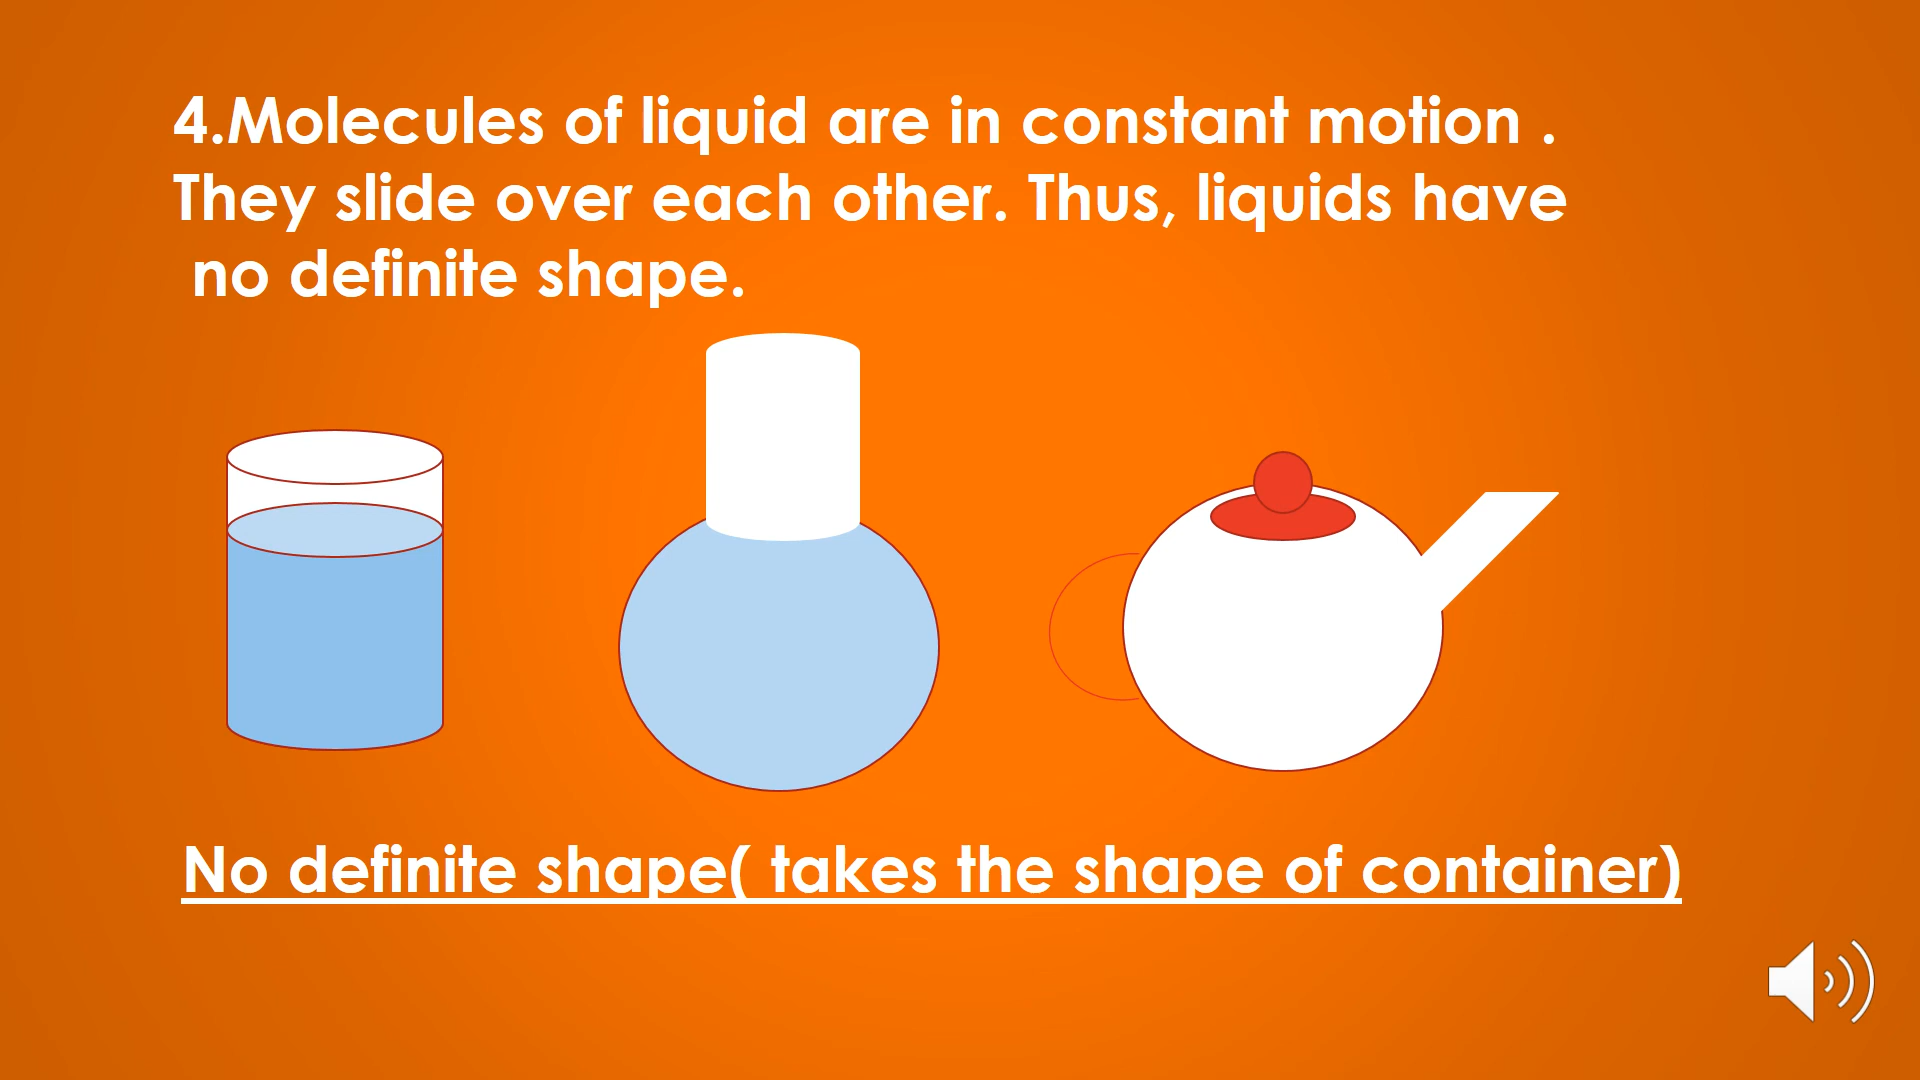 4.Molecules of liquid are in constant motion .
They slide over each other. Thus, liquids have
no definite shape.
No definite shape( takes the shape of container)